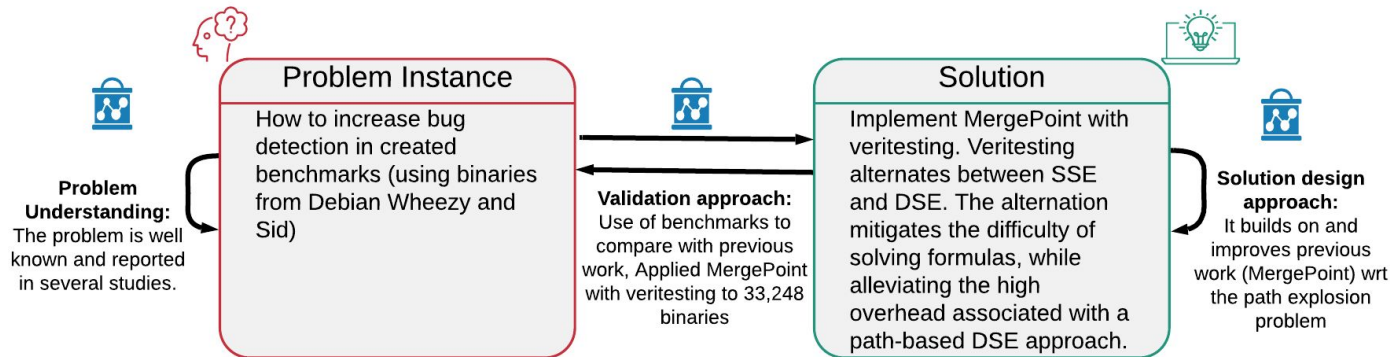 Problem Instance
How to increase bug
detection in created
benchmarks (using binaries
from Debian Wheezy and
Sid)
Problem
Understanding:
The problem is well
known and reported
in several studies.
Validation approach:
Use of benchmarks to
compare with previous
work, Applied MergePoint
with veritesting to 33,248
binaries
Solution
Implement MergePoint with
veritesting. Veritesting
alternates between SSE
and DSE. The alternation
mitigates the difficulty of
solving formulas, while
alleviating the high
overhead associated with a
path-based DSE approach.
Solution design
approach:
It builds on and
improves previous
work (MergePoint) wrt
the path explosion
problem